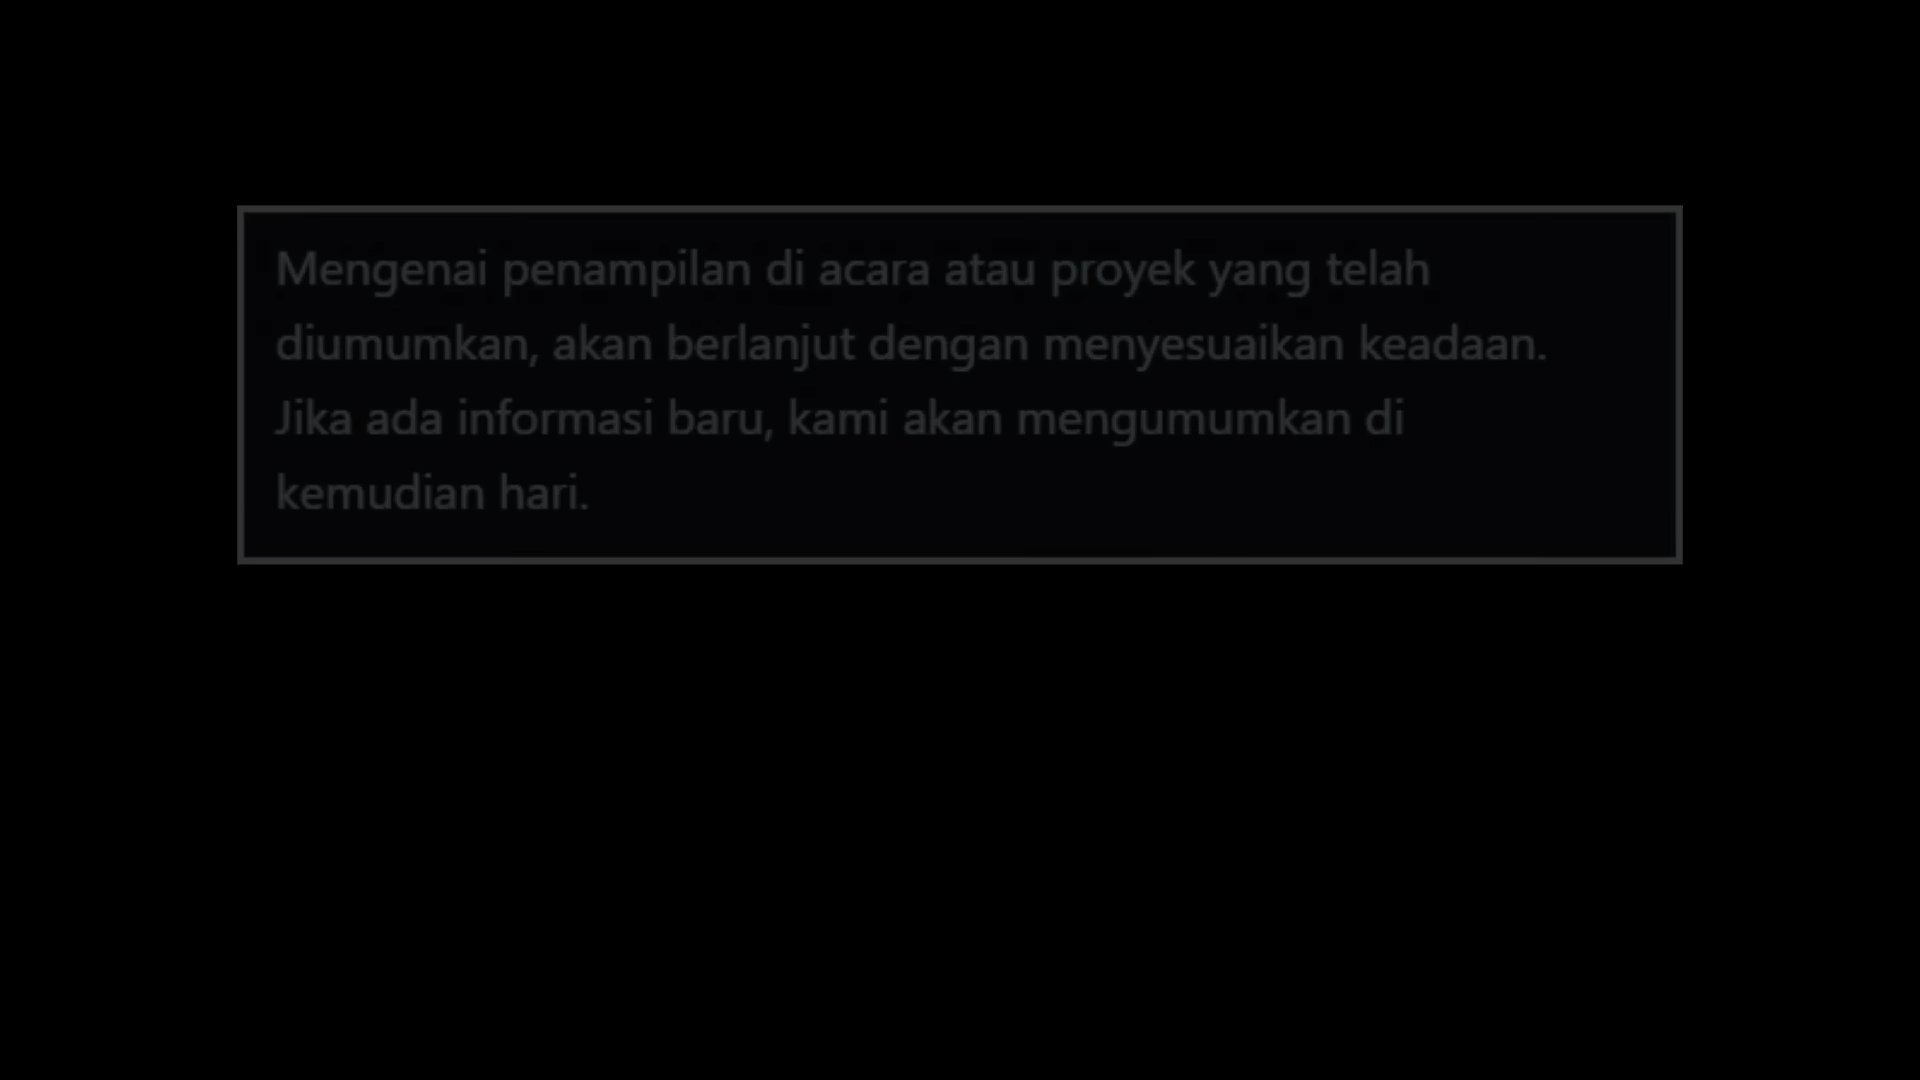 Mengenai penampilan di acara atau proyek yang telah
diumumkan, akan berlanjut dengan menyesuaikan keadaan.
Jika ada informasi baru, kami akan mengumumkan di
kemudian hari.